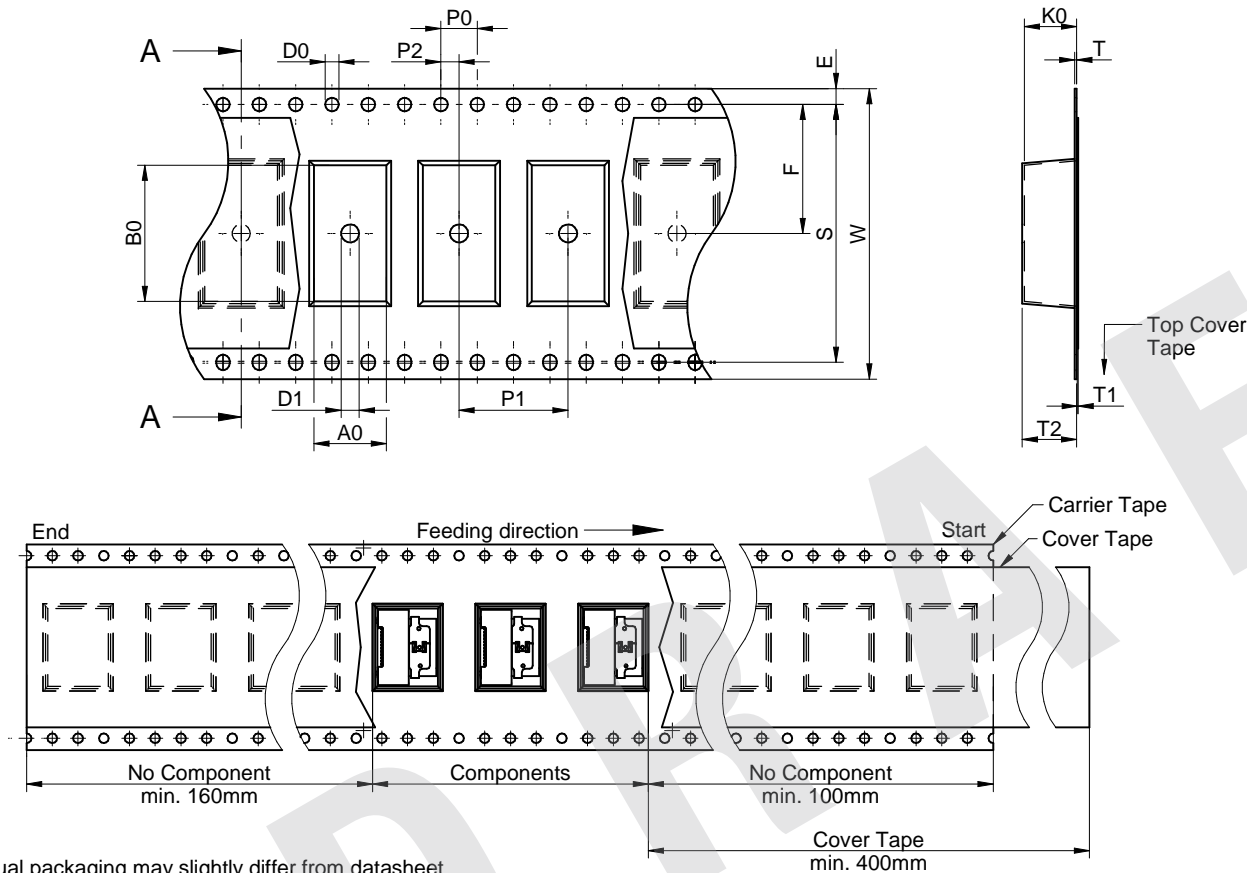 K0
P0
A
D0
P2
T
E
F
S
W
B0
Top Cover
Tape
D1
P1
T1
A
A0
T2
Carrier Tape
End
Feeding direction
Start
Cover Tape
No Component
min. 160mm
Components
No Component
min. 100mm
Cover Tape
min. 400mm
packaging may slightly differ from datasheet
D R A